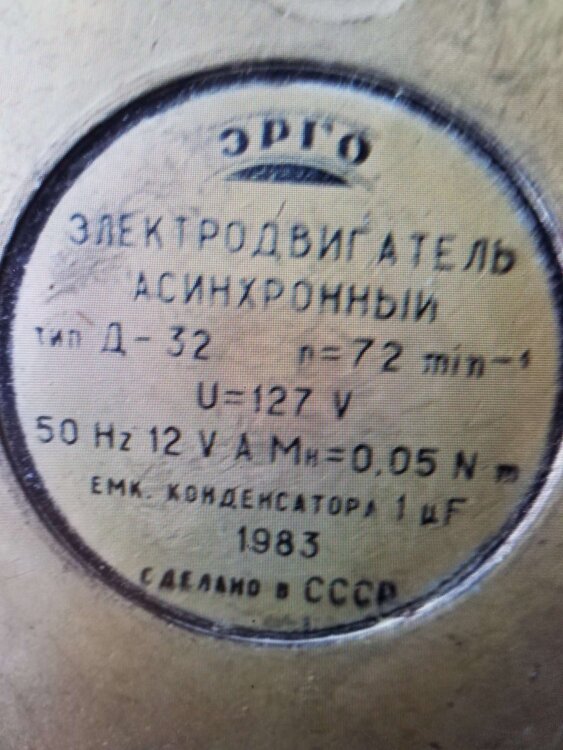 ЭРГО
ЭЛЕКТРОДВИГАТЕЛЬ
АСИНХРОННЫЙ
тип Д-32 n=72 min⁻¹
U=127 V
50 Hz 12 V A Mн=0,05 N m
ЕМК. КОНДЕНСАТОРА 1 µF
1983
СДЕЛАНО В СССР